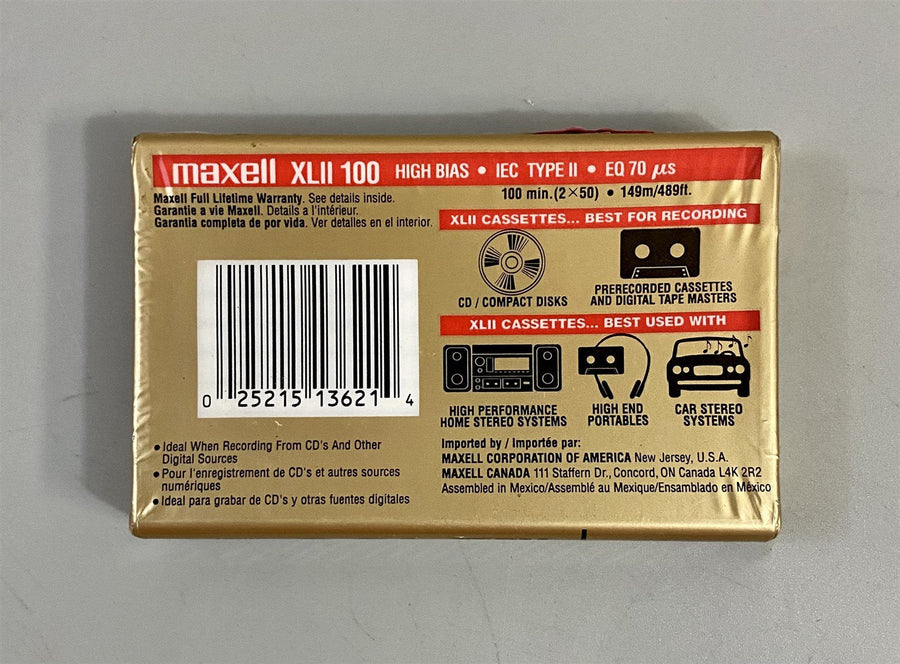 maxell XLII 100 HIGH BIAS • IEC TYPE II • EQ 70 µs
100 min.(2×50) • 149m/489ft.
Maxell Full Lifetime Warranty. See details inside.
Garantie a vie Maxell. Details a l'intérieur.
Garantia completa de por vida. Ver detalles en el interior.
XLII CASSETTES... BEST FOR RECORDING
CD / COMPACT DISKS
PRERECORDED CASSETTES
AND DIGITAL TAPE MASTERS
XLII CASSETTES... BEST USED WITH
HIGH PERFORMANCE
HOME STEREO SYSTEMS
HIGH END
PORTABLES
CAR STEREO
SYSTEMS
0 25215 13621 4
• Ideal When Recording From CD's And Other
Digital Sources
• Pour l'enregistrement de CD's et autres sources
numériques
• Ideal para grabar de CD's y otras fuentes digitales
Imported by / Importée par:
MAXELL CORPORATION OF AMERICA New Jersey, U.S.A.
MAXELL CANADA 111 Staffern Dr., Concord, ON Canada L4K 2R2
Assembled in Mexico/Assemblé au Mexique/Ensamblado en México